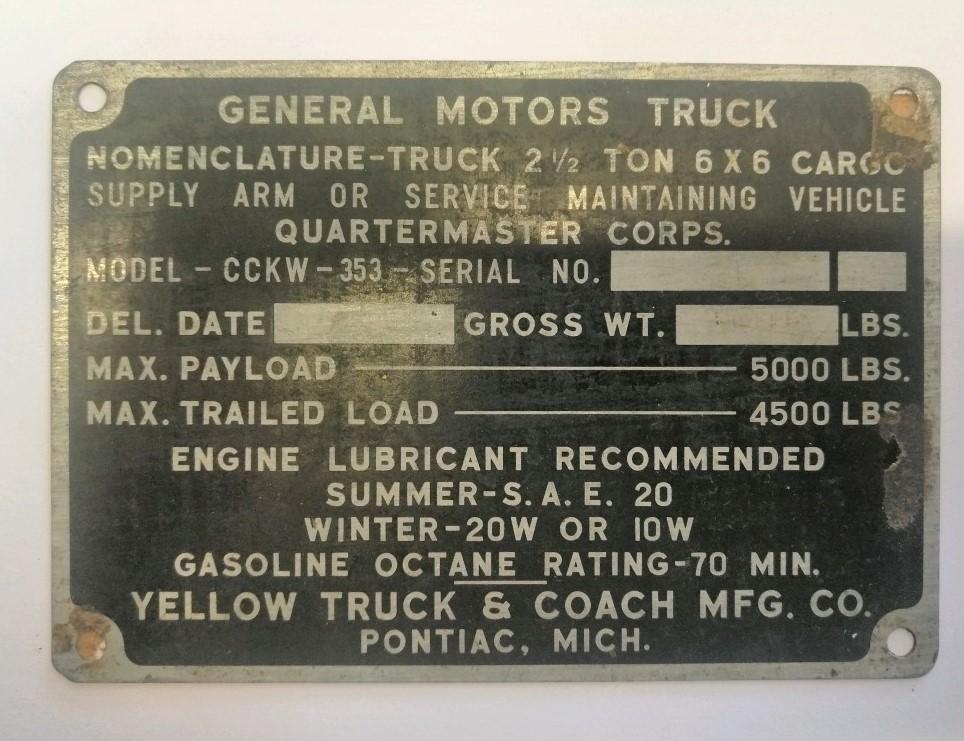 GENERAL MOTORS TRUCK
NOMENCLATURE-TRUCK 2 1/2 TON 6 X 6 CARGO
SUPPLY ARM OR SERVICE MAINTAINING VEHICLE
QUARTERMASTER CORPS.
MODEL - CCKW - 353 - SERIAL NO.
DEL. DATE GROSS WT. LBS.
MAX. PAYLOAD 5000 LBS.
MAX. TRAILED LOAD 4500 LBS
ENGINE LUBRICANT RECOMMENDED
SUMMER-S. A. E. 20
WINTER-20W OR 10W
GASOLINE OCTANE RATING-70 MIN.
YELLOW TRUCK & COACH MFG. CO.
PONTIAC, MICH.